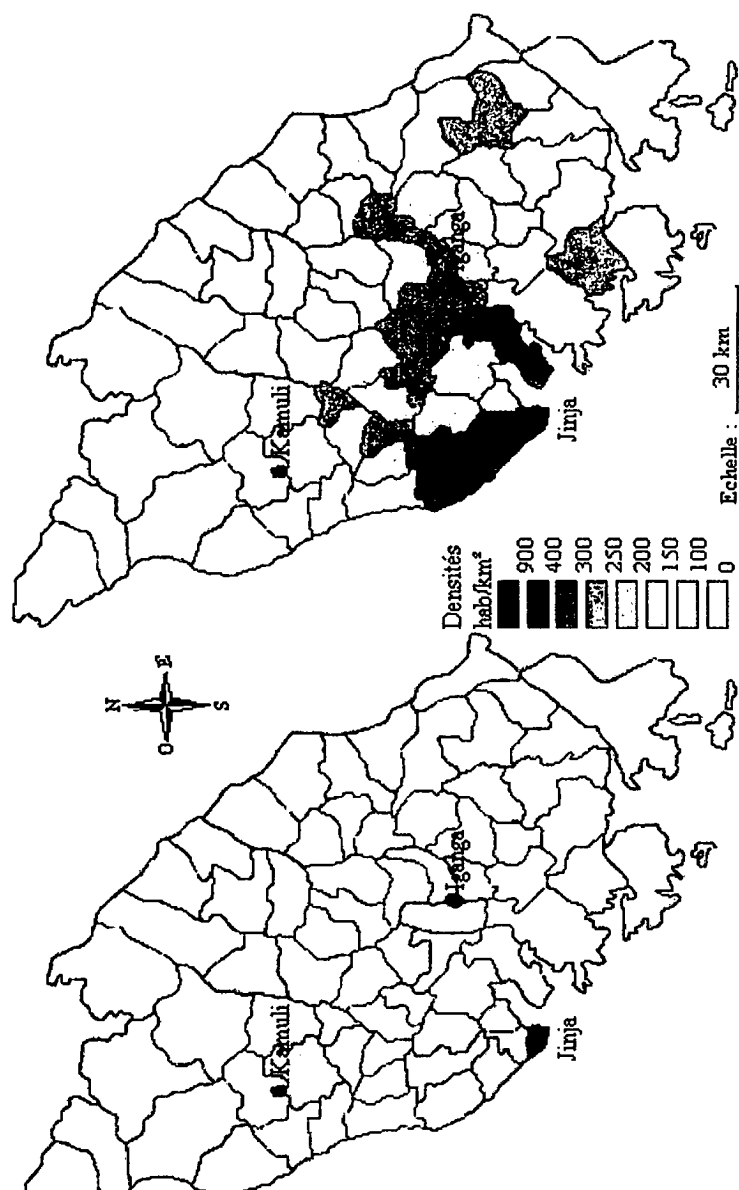 N
O E
S
Kamuli
Iganga
Jinja
Densités
hab/km²
900
400
300
250
200
150
100
0
Kamuli
Iganga
Jinja
Echelle : 30 km